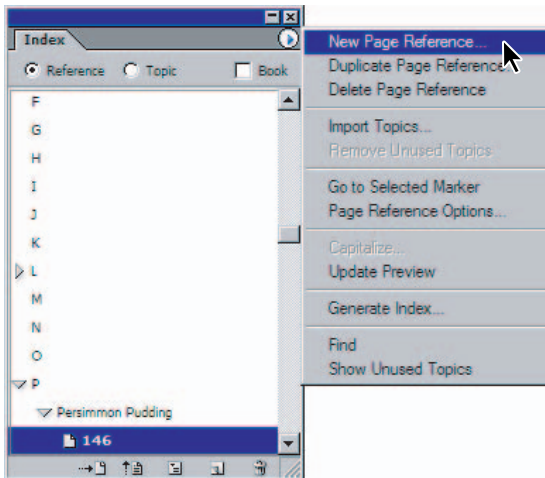 Index
Reference Topic Book
F
G
H
I
J
K
L
M
N
O
P
Persimmon Pudding
146
New Page Reference...
Duplicate Page Reference...
Delete Page Reference
Import Topics...
Remove Unused Topics
Go to Selected Marker
Page Reference Options...
Capitalize...
Update Preview
Generate Index...
Find
Show Unused Topics